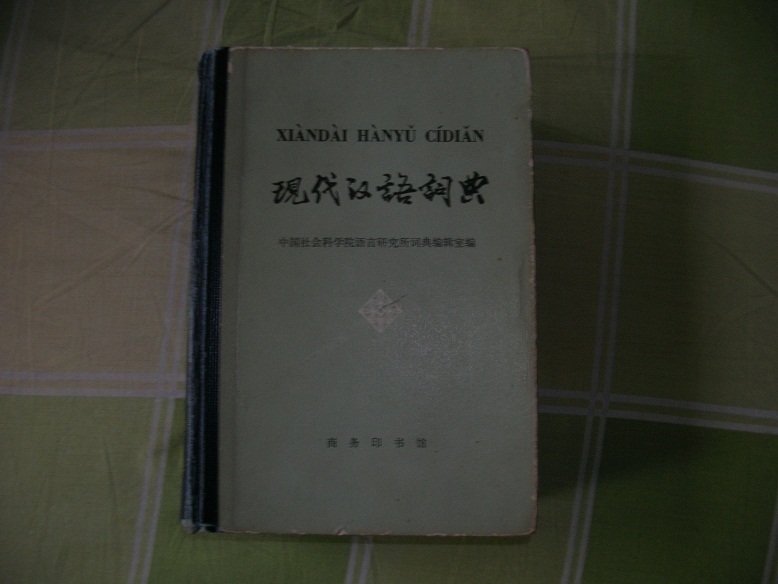 XIÀNDÀI HÀNYǓ CÍDIǍN
现代汉語詞典
中国社会科学院语言研究所词典编辑室编
商务印书馆